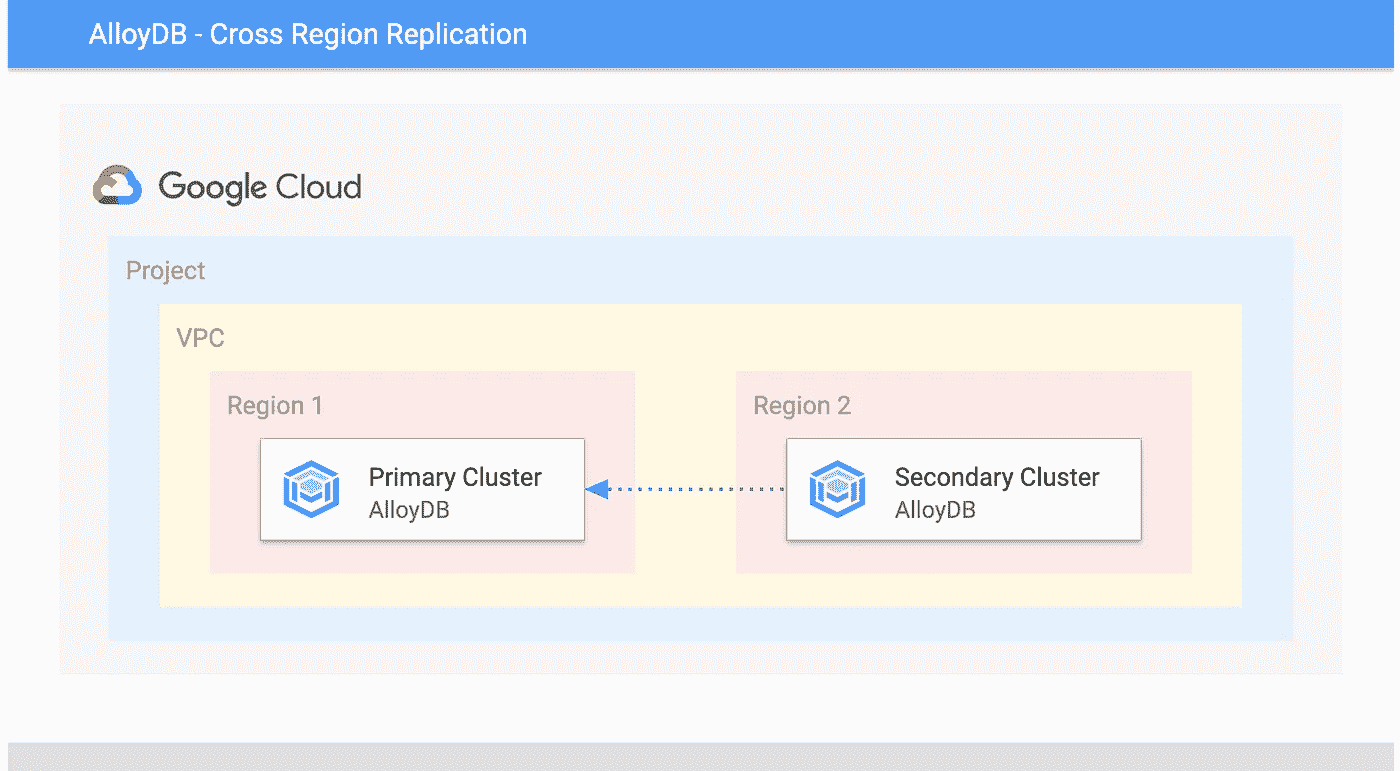 AlloyDB - Cross Region Replication
Google Cloud
Project
VPC
Region 1
Primary Cluster
AlloyDB
Region 2
Secondary Cluster
AlloyDB